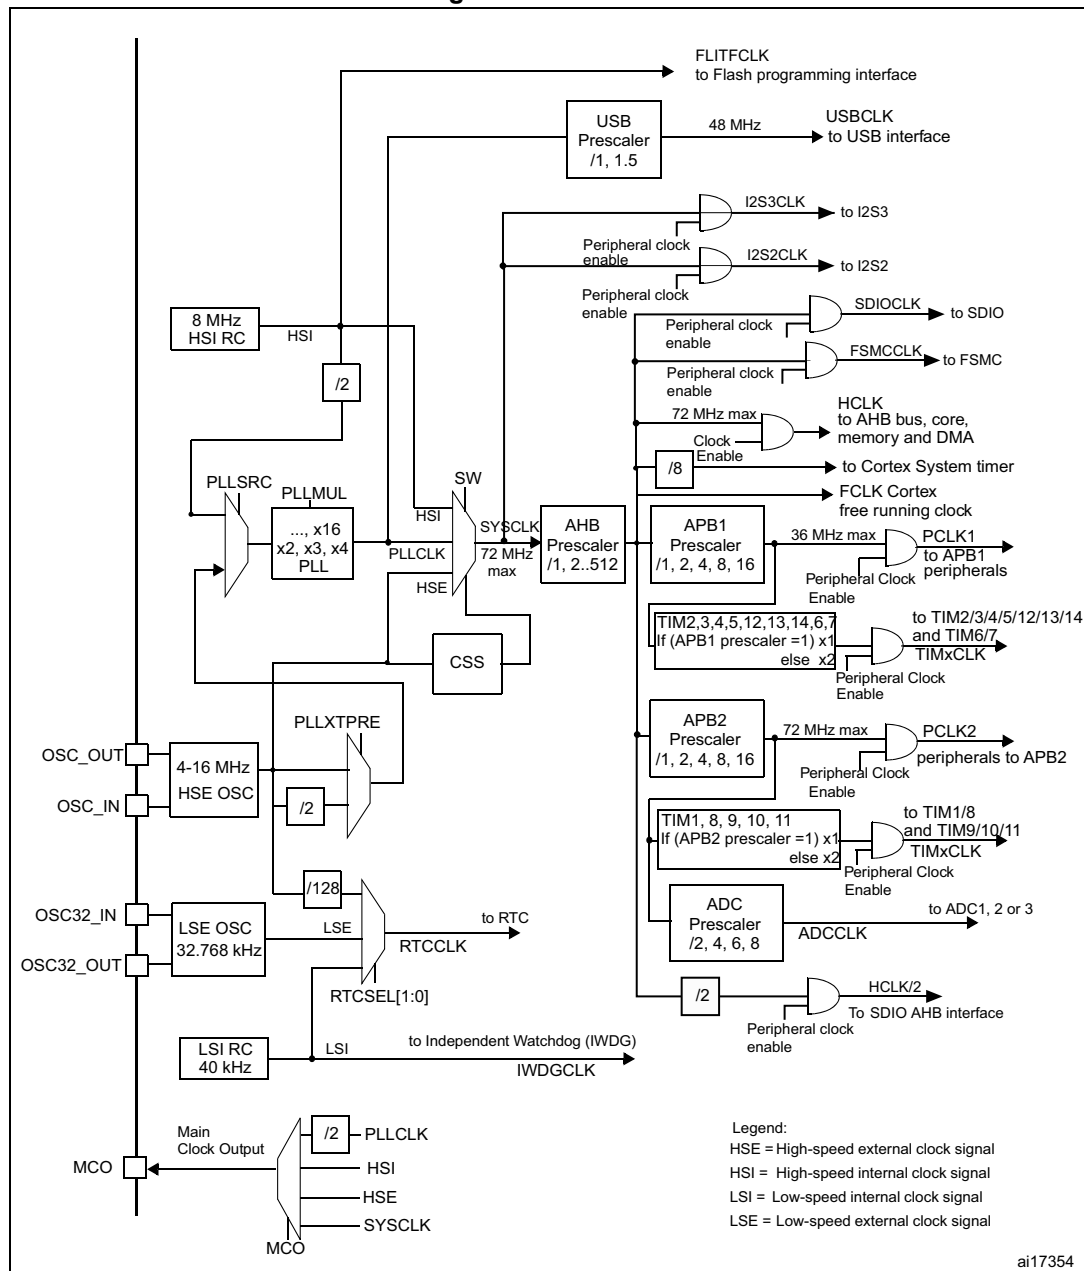 FLITFCLK
to Flash programming interface
USB
Prescaler
/1, 1.5
48 MHz
USBCLK
to USB interface
I2S3CLK
to I2S3
Peripheral clock
enable
I2S2CLK
to I2S2
Peripheral clock
enable
8 MHz
HSI RC
HSI
SDIOCLK
to SDIO
Peripheral clock
enable
FSMCCLK
to FSMC
Peripheral clock
enable
/2
72 MHz max
HCLK
to AHB bus, core,
memory and DMA
Clock
Enable
/8
to Cortex System timer
FCLK Cortex
free running clock
PLLSRC
PLLMUL
..., x16
x2, x3, x4
PLL
SW
HSI
PLLCLK
HSE
SYSCLK
72 MHz
max
AHB
Prescaler
/1, 2..512
APB1
Prescaler
/1, 2, 4, 8, 16
36 MHz max
PCLK1
to APB1
peripherals
Peripheral Clock
Enable
TIM2,3,4,5,12,13,14,6,7
If (APB1 prescaler =1) x1
else x2
to TIM2/3/4/5/12/13/14
and TIM6/7
TIMxCLK
Peripheral Clock
Enable
CSS
PLLXTPRE
OSC_OUT
OSC_IN
4-16 MHz
HSE OSC
/2
APB2
Prescaler
/1, 2, 4, 8, 16
72 MHz max
PCLK2
peripherals to APB2
Peripheral Clock
Enable
TIM1, 8, 9, 10, 11
If (APB2 prescaler =1) x1
else x2
to TIM1/8
and TIM9/10/11
TIMxCLK
Peripheral Clock
Enable
/128
OSC32_IN
OSC32_OUT
LSE OSC
32.768 kHz
LSE
to RTC
RTCCLK
RTCSEL[1:0]
ADC
Prescaler
/2, 4, 6, 8
to ADC1, 2 or 3
ADCCLK
/2
HCLK/2
To SDIO AHB interface
Peripheral clock
enable
LSI RC
40 kHz
LSI
to Independent Watchdog (IWDG)
IWDGCLK
Main
Clock Output
MCO
/2
PLLCLK
HSI
HSE
SYSCLK
MCO
Legend:
HSE = High-speed external clock signal
HSI = High-speed internal clock signal
LSI = Low-speed internal clock signal
LSE = Low-speed external clock signal
ai17354